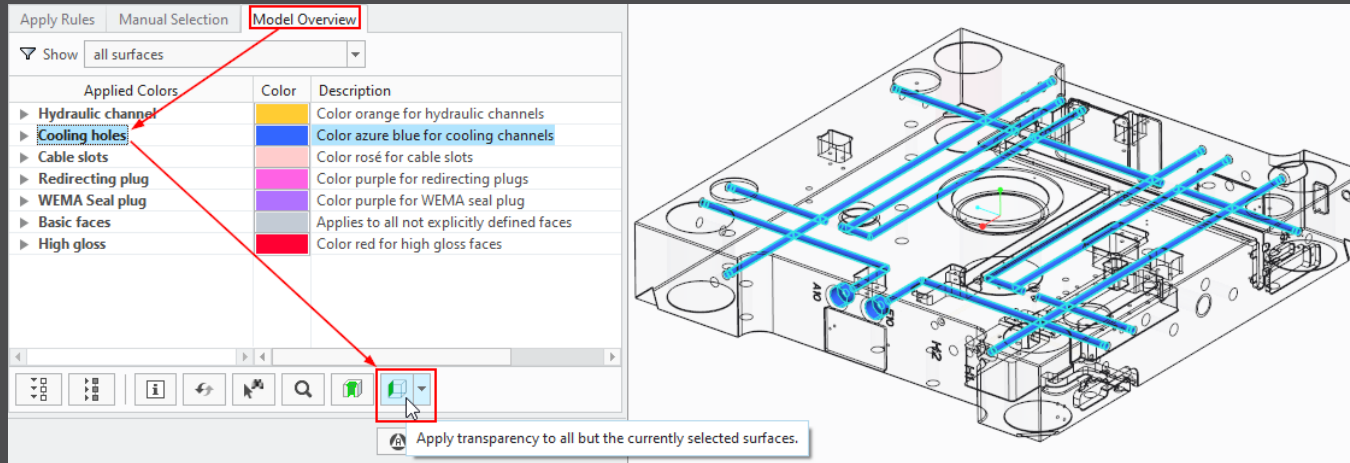 Apply Rules Manual Selection Model Overview
Show all surfaces
Applied Colors Color Description
Hydraulic channel Color orange for hydraulic channels
Cooling holes Color azure blue for cooling channels
Cable slots Color rosé for cable slots
Redirecting plug Color purple for redirecting plugs
WEMA Seal plug Color purple for WEMA seal plug
Basic faces Applies to all not explicitly defined faces
High gloss Color red for high gloss faces
Apply transparency to all but the currently selected surfaces.
A10
E10
M2